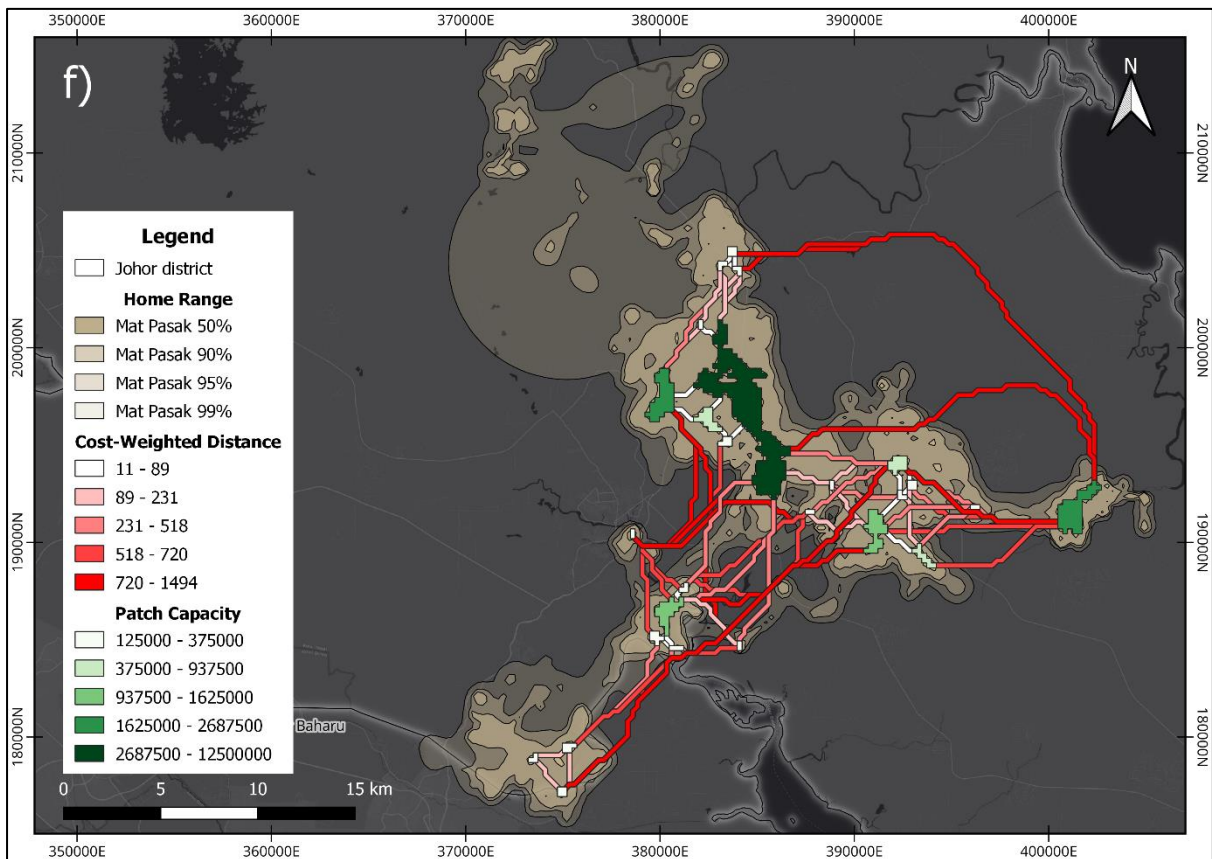 350000E 360000E 370000E 380000E 390000E 400000E
f)
N
210000N 210000N
200000N 200000N
190000N 190000N
180000N 180000N
Legend
Johor district
Home Range
Mat Pasak 50%
Mat Pasak 90%
Mat Pasak 95%
Mat Pasak 99%
Cost-Weighted Distance
11 - 89
89 - 231
231 - 518
518 - 720
720 - 1494
Patch Capacity
125000 - 375000
375000 - 937500
937500 - 1625000
1625000 - 2687500
2687500 - 12500000
Baharu
0 5 10 15 km
350000E 360000E 370000E 380000E 390000E 400000E